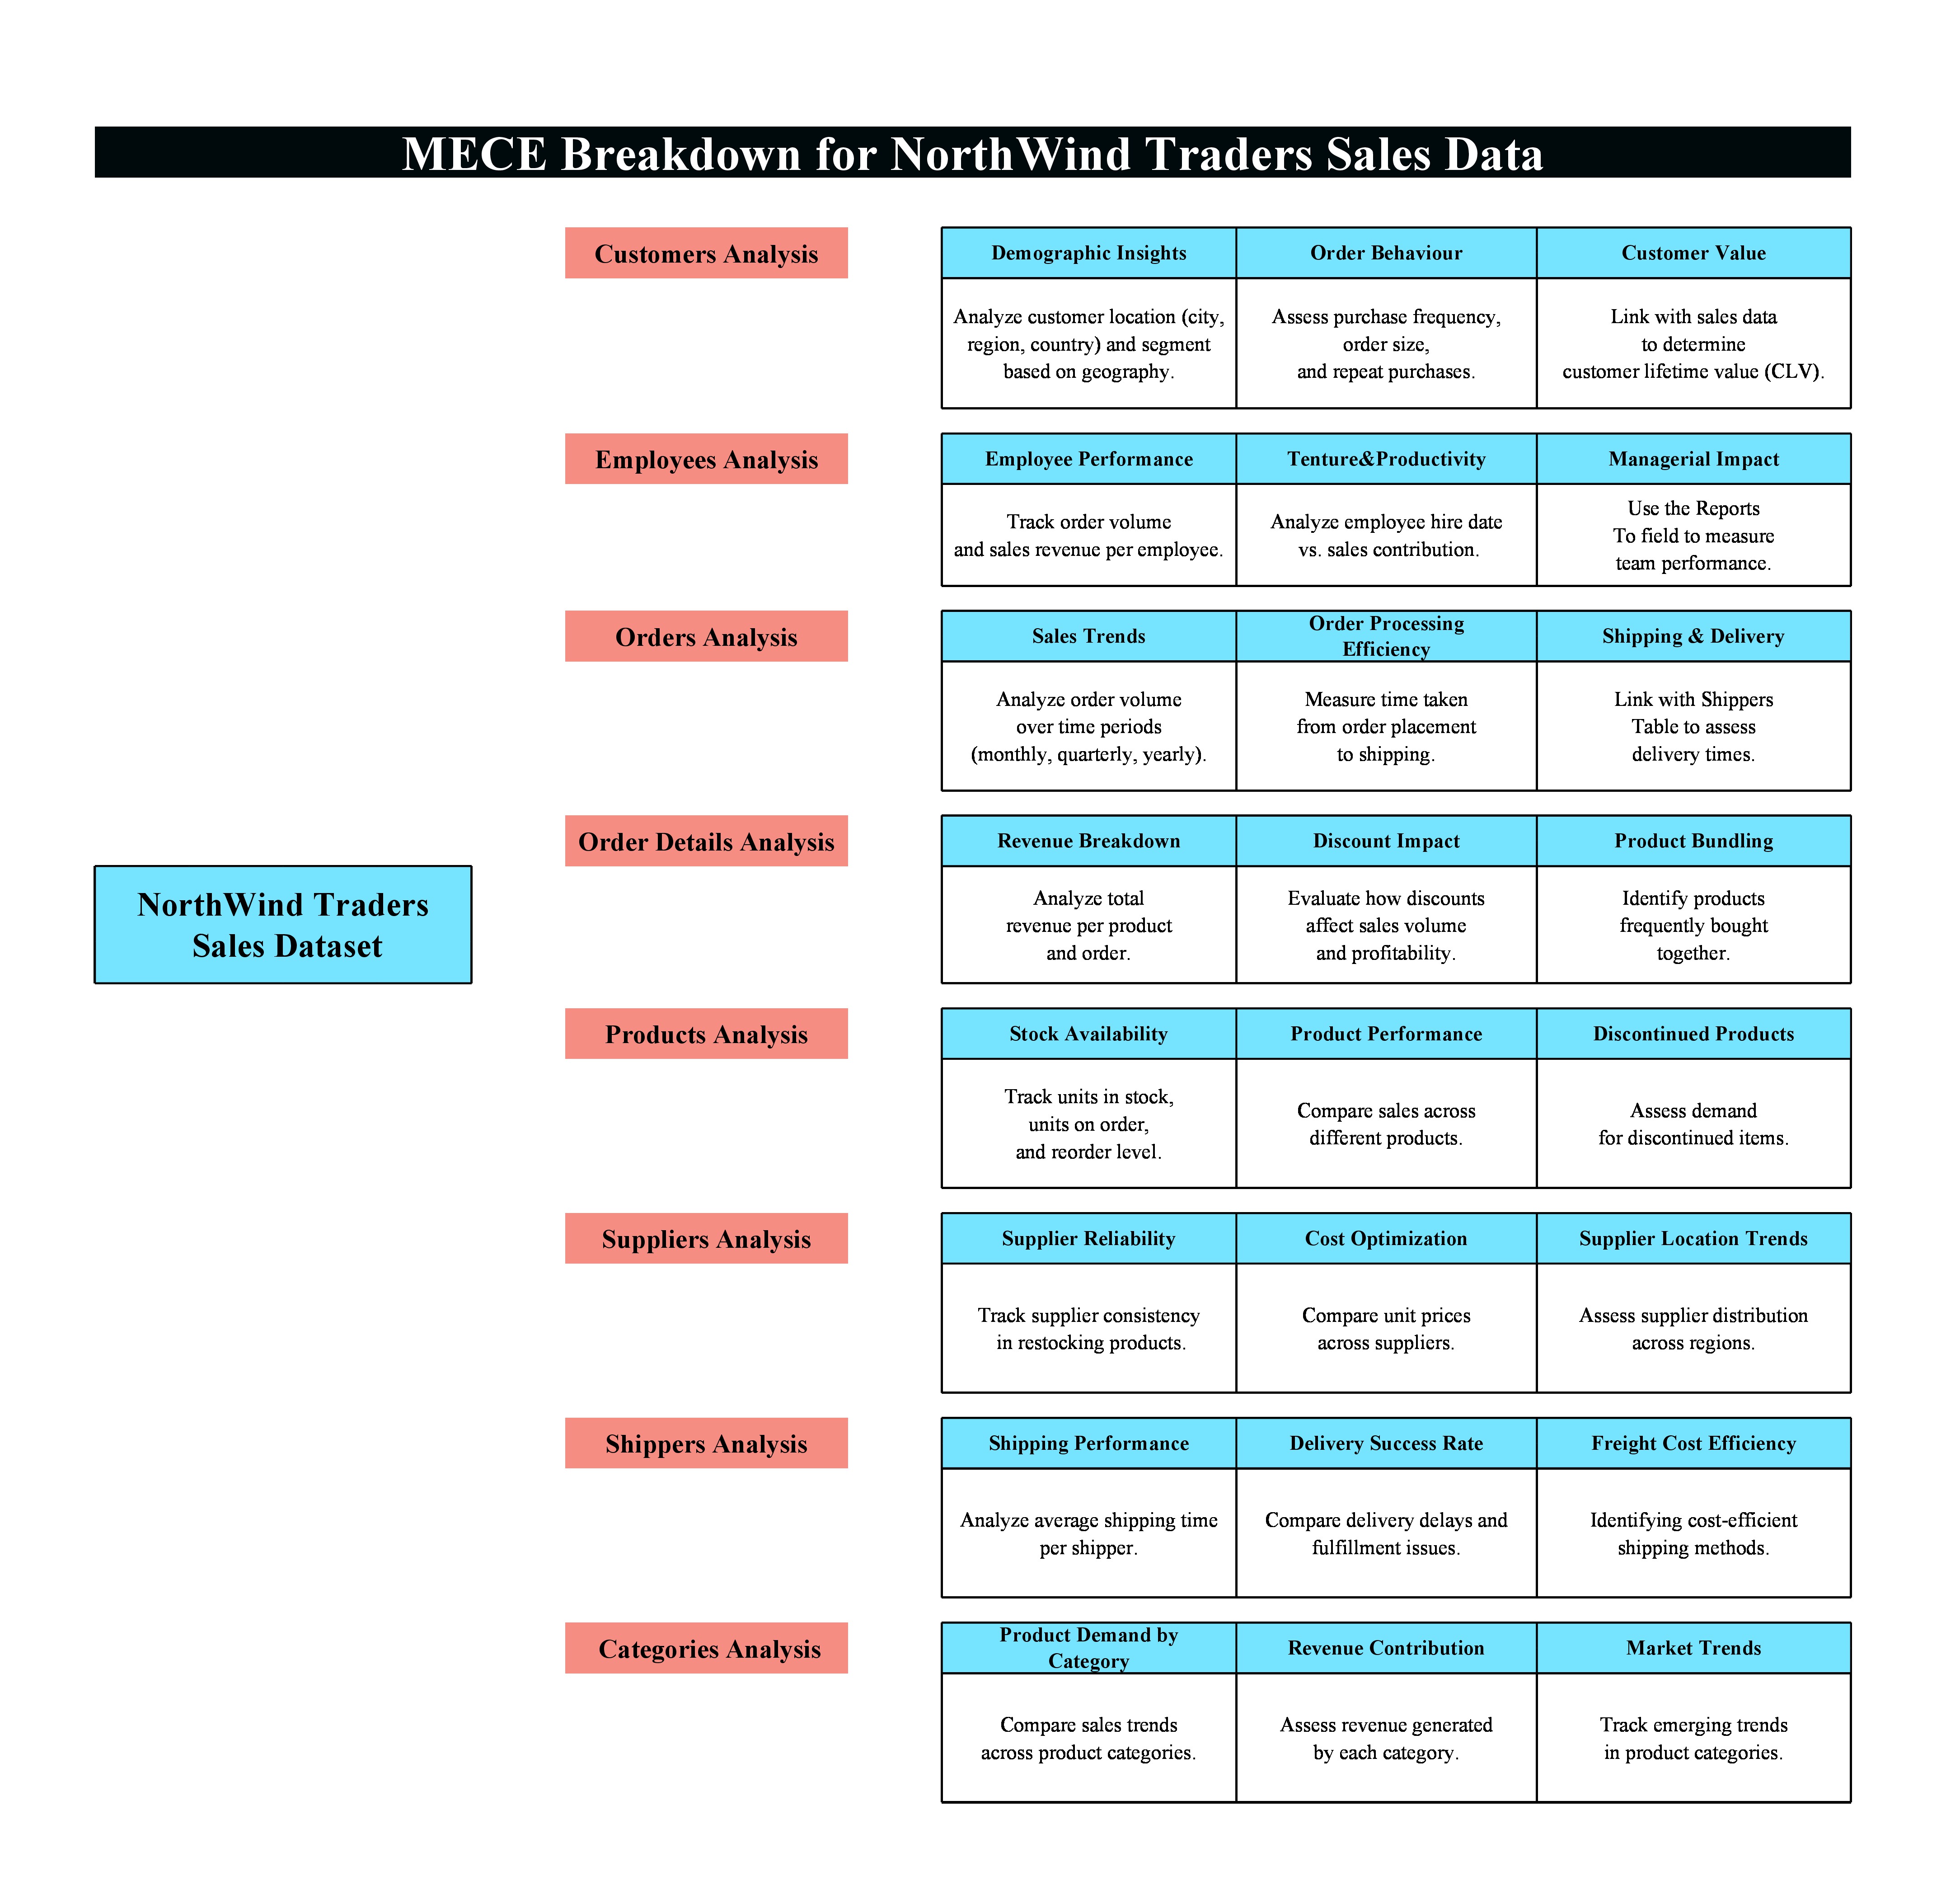 MECE Breakdown for NorthWind Traders Sales Data
NorthWind Traders
Sales Dataset
Customers Analysis
Demographic Insights
Order Behaviour
Customer Value
Analyze customer location (city,
region, country) and segment
based on geography.
Assess purchase frequency,
order size,
and repeat purchases.
Link with sales data
to determine
customer lifetime value (CLV).
Employees Analysis
Employee Performance
Tenture&Productivity
Managerial Impact
Track order volume
and sales revenue per employee.
Analyze employee hire date
vs. sales contribution.
Use the Reports
To field to measure
team performance.
Orders Analysis
Sales Trends
Order Processing
Efficiency
Shipping & Delivery
Analyze order volume
over time periods
(monthly, quarterly, yearly).
Measure time taken
from order placement
to shipping.
Link with Shippers
Table to assess
delivery times.
Order Details Analysis
Revenue Breakdown
Discount Impact
Product Bundling
Analyze total
revenue per product
and order.
Evaluate how discounts
affect sales volume
and profitability.
Identify products
frequently bought
together.
Products Analysis
Stock Availability
Product Performance
Discontinued Products
Track units in stock,
units on order,
and reorder level.
Compare sales across
different products.
Assess demand
for discontinued items.
Suppliers Analysis
Supplier Reliability
Cost Optimization
Supplier Location Trends
Track supplier consistency
in restocking products.
Compare unit prices
across suppliers.
Assess supplier distribution
across regions.
Shippers Analysis
Shipping Performance
Delivery Success Rate
Freight Cost Efficiency
Analyze average shipping time
per shipper.
Compare delivery delays and
fulfillment issues.
Identifying cost-efficient
shipping methods.
Categories Analysis
Product Demand by
Category
Revenue Contribution
Market Trends
Compare sales trends
across product categories.
Assess revenue generated
by each category.
Track emerging trends
in product categories.